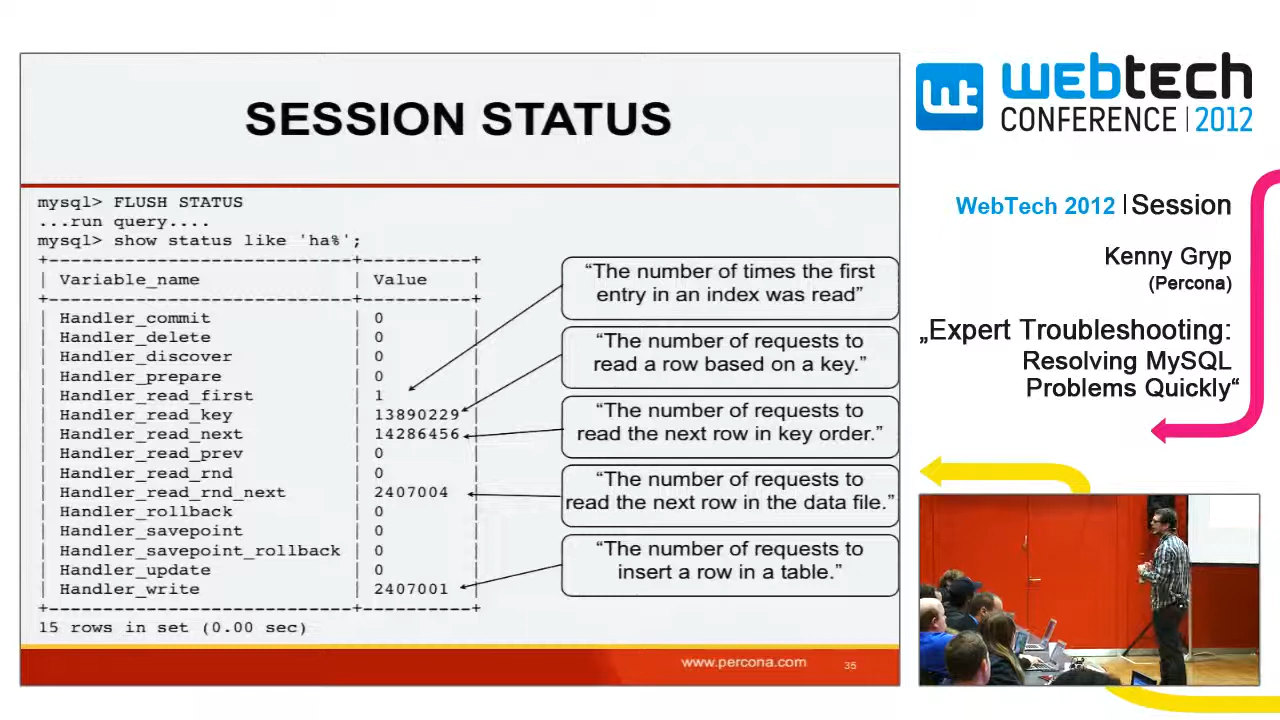 SESSION STATUS
mysql> FLUSH STATUS
...run query....
mysql> show status like 'ha%';
+----------------------------+----------+
| Variable_name | Value |
+----------------------------+----------+
| Handler_commit | 0 |
| Handler_delete | 0 |
| Handler_discover | 0 |
| Handler_prepare | 0 |
| Handler_read_first | 1 |
| Handler_read_key | 13890229 |
| Handler_read_next | 14286456 |
| Handler_read_prev | 0 |
| Handler_read_rnd | 0 |
| Handler_read_rnd_next | 2407004 |
| Handler_rollback | 0 |
| Handler_savepoint | 0 |
| Handler_savepoint_rollback | 0 |
| Handler_update | 0 |
| Handler_write | 2407001 |
+----------------------------+----------+
15 rows in set (0.00 sec)
“The number of times the first
entry in an index was read”
“The number of requests to
read a row based on a key.”
“The number of requests to
read the next row in key order.”
“The number of requests to
read the next row in the data file.”
“The number of requests to
insert a row in a table.”
www.percona.com 35
wt webtech
CONFERENCE | 2012
WebTech 2012 | Session
Kenny Gryp
(Percona)
„Expert Troubleshooting:
Resolving MySQL
Problems Quickly“